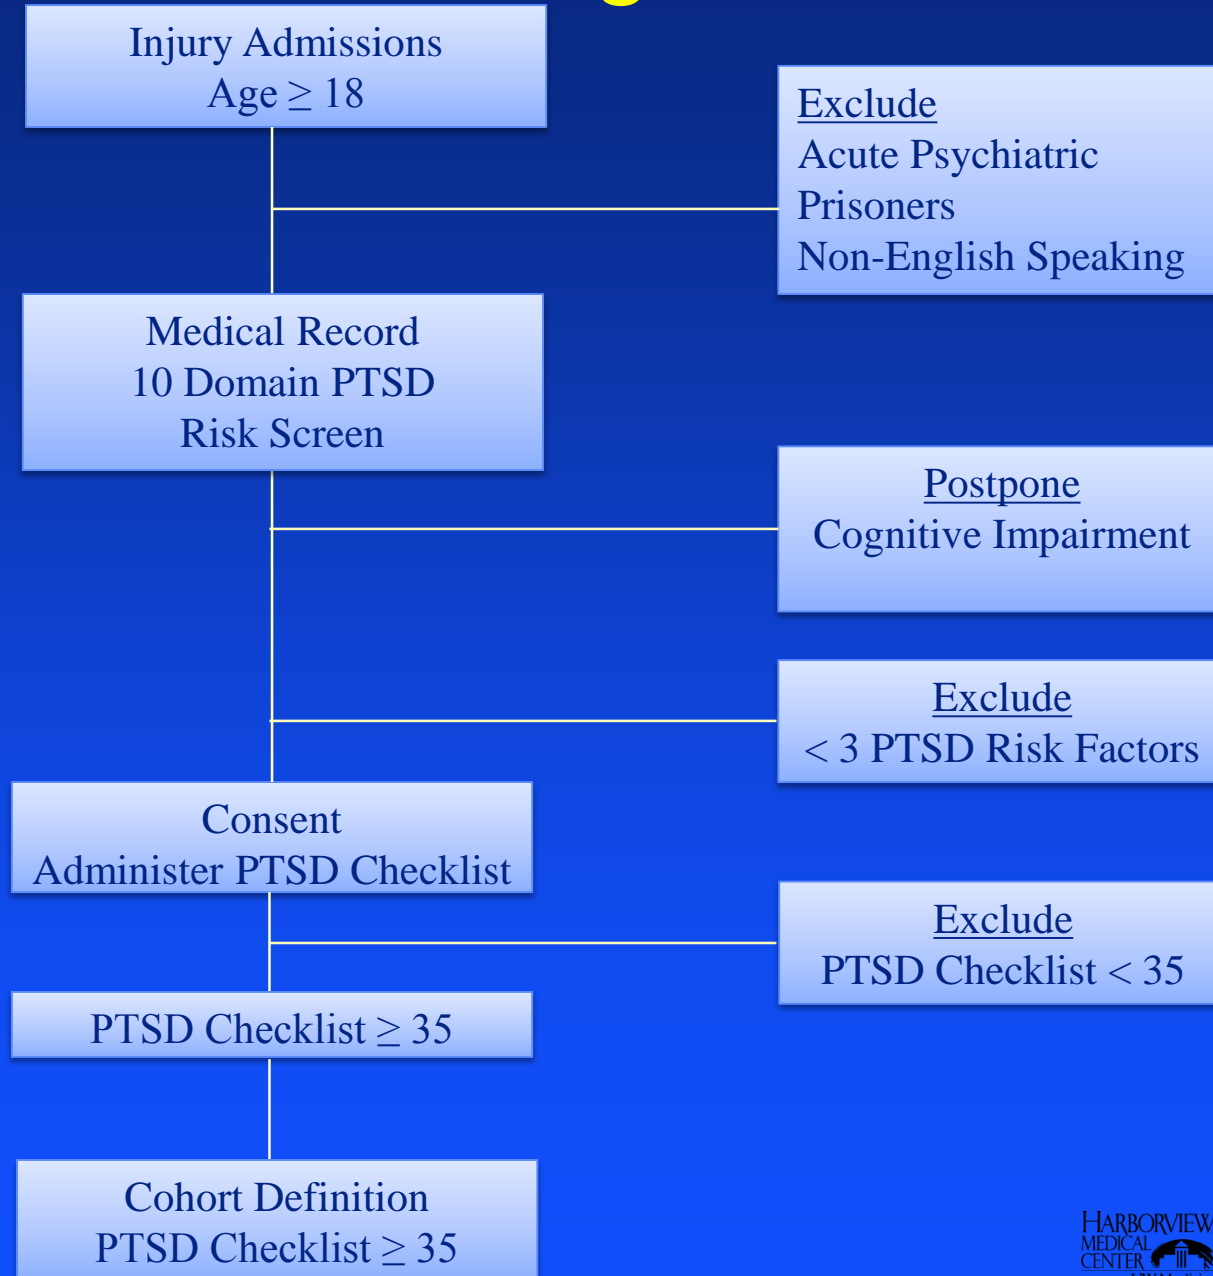 Injury Admissions
Age ≥ 18
Exclude
Acute Psychiatric
Prisoners
Non-English Speaking
Medical Record
10 Domain PTSD
Risk Screen
Postpone
Cognitive Impairment
Exclude
< 3 PTSD Risk Factors
Consent
Administer PTSD Checklist
Exclude
PTSD Checklist < 35
PTSD Checklist ≥ 35
Cohort Definition
PTSD Checklist ≥ 35
HARBORVIEW
MEDICAL
CENTER